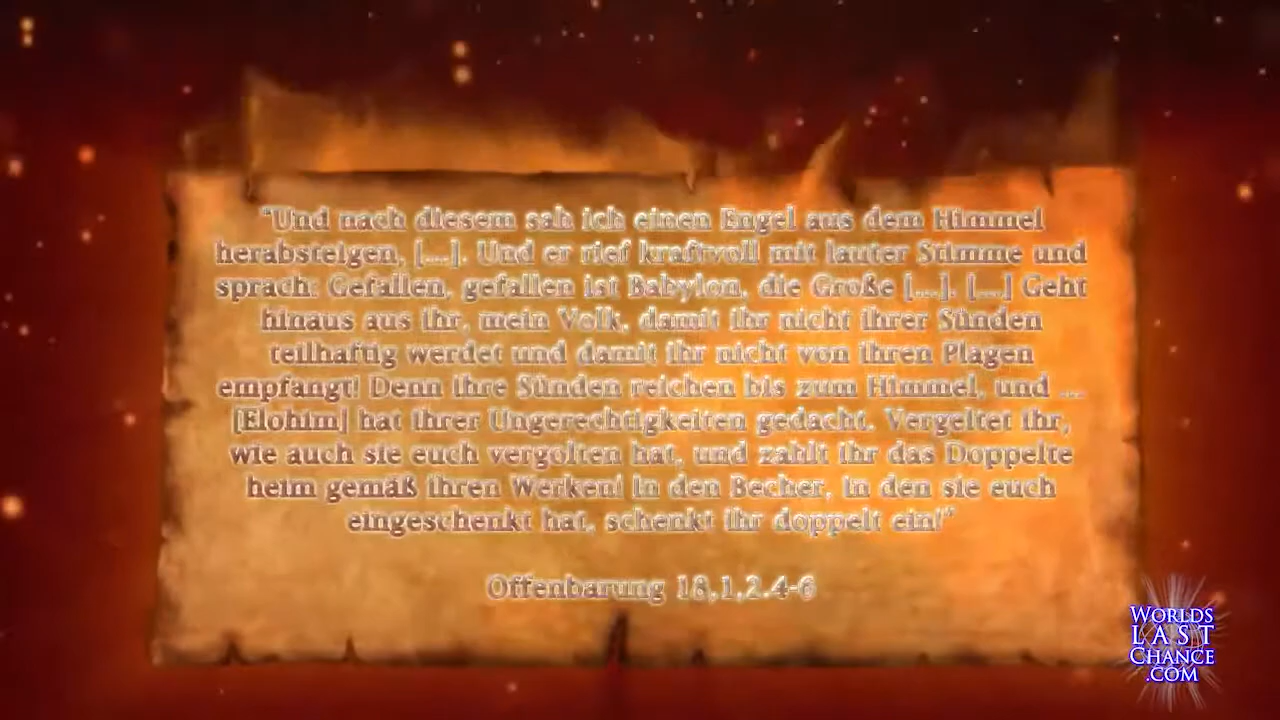 "Und nach diesem sah ich einen Engel aus dem Himmel
herabsteigen, [...]. Und er rief kraftvoll mit lauter Stimme und
sprach: Gefallen, gefallen ist Babylon, die Große [...]. [...] Geht
hinaus aus ihr, mein Volk, damit ihr nicht ihrer Sünden
teilhaftig werdet und damit ihr nicht von ihren Plagen
empfangt! Denn ihre Sünden reichen bis zum Himmel, und ...
[Elohim] hat ihrer Ungerechtigkeiten gedacht. Vergeltet ihr,
wie auch sie euch vergolten hat, und zahlt ihr das Doppelte
heim gemäß ihren Werken! In den Becher, in den sie euch
eingeschenkt hat, schenkt ihr doppelt ein!"
Offenbarung 18,1,2.4-6
WORLDS
LAST
CHANCE
.COM